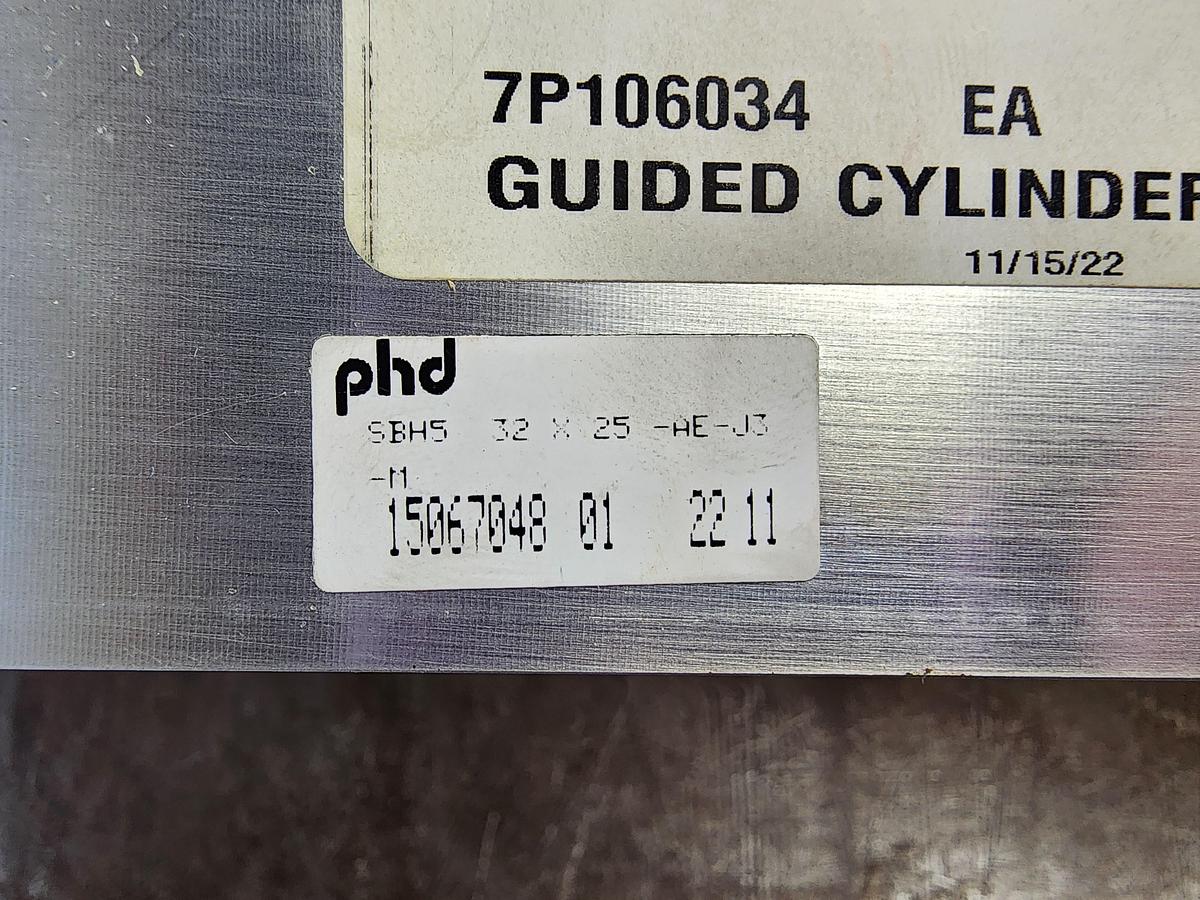 7P106034 EA
GUIDED CYLINDER
11/15/22
phd
SBH5 32 X 25 -AE-J3
-M
15067048 01 22 11